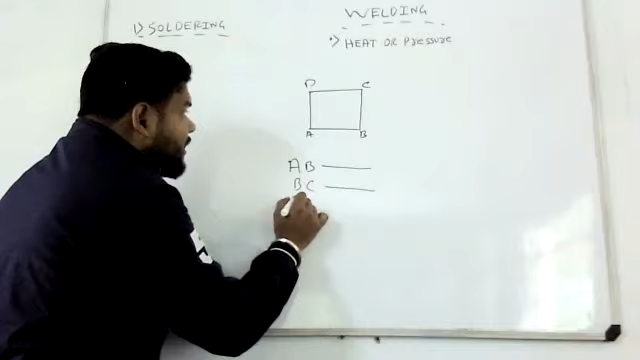 1) SOLDERING
WELDING
•) HEAT OR Pressure
D C
A B
AB
BC